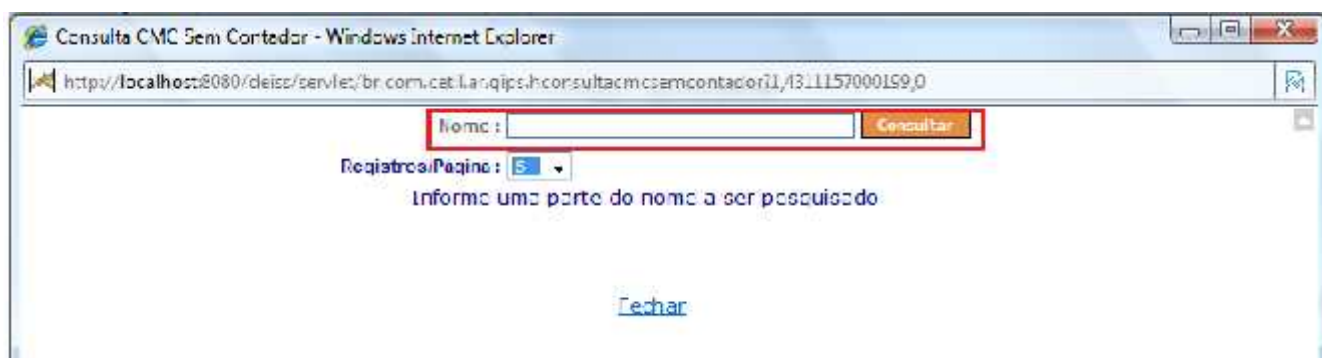 Consulta CMC Sem Contador - Windows Internet Explorer
Nome : Consultar
Registros/Pagina : 5
Informe uma parte do nome a ser pesquisado
Fechar